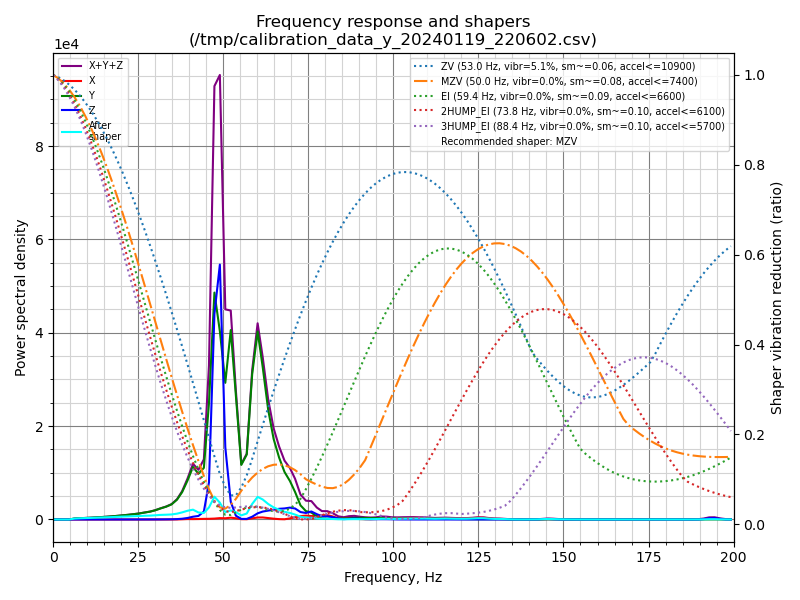 Frequency response and shapers
(/tmp/calibration_data_y_20240119_220602.csv)
1e4
X+Y+Z
X
Y
Z
After
shaper
ZV (53.0 Hz, vibr=5.1%, sm~=0.06, accel<=10900)
MZV (50.0 Hz, vibr=0.0%, sm~=0.08, accel<=7400)
EI (59.4 Hz, vibr=0.0%, sm~=0.09, accel<=6600)
2HUMP_EI (73.8 Hz, vibr=0.0%, sm~=0.10, accel<=6100)
3HUMP_EI (88.4 Hz, vibr=0.0%, sm~=0.10, accel<=5700)
Recommended shaper: MZV
8
6
4
2
0
Power spectral density
1.0
0.8
0.6
0.4
0.2
0.0
Shaper vibration reduction (ratio)
0 25 50 75 100 125 150 175 200
Frequency, Hz